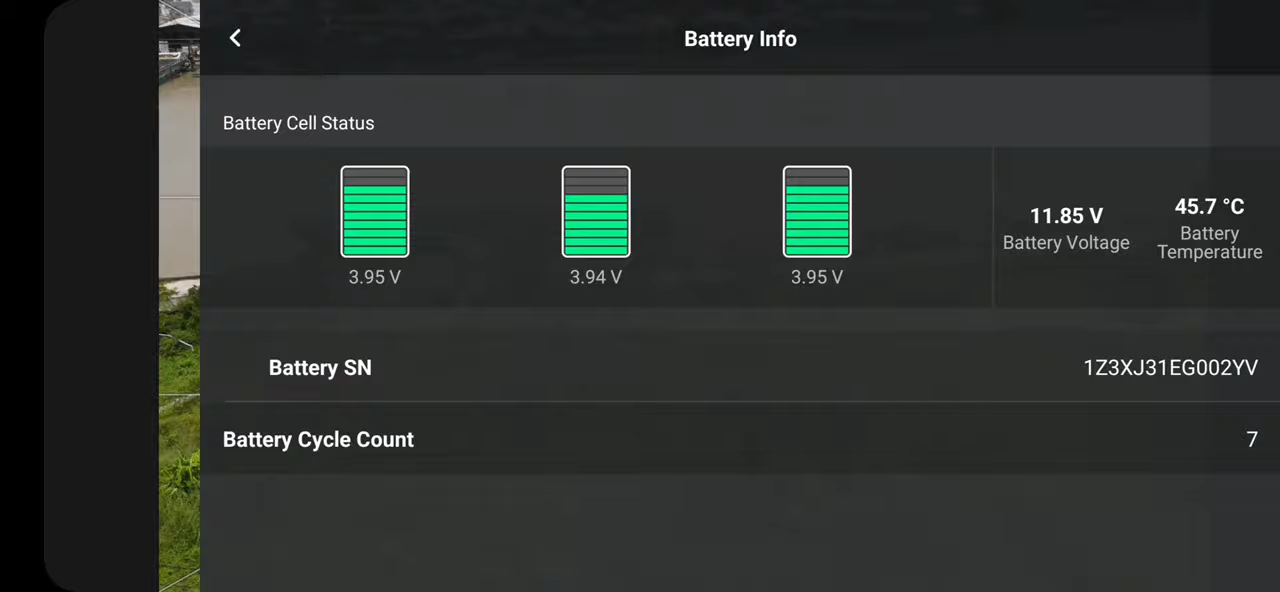 Battery Info
Battery Cell Status
3.95 V
3.94 V
3.95 V
11.85 V
Battery Voltage
45.7 °C
Battery
Temperature
Battery SN
1Z3XJ31EG002YV
Battery Cycle Count
7